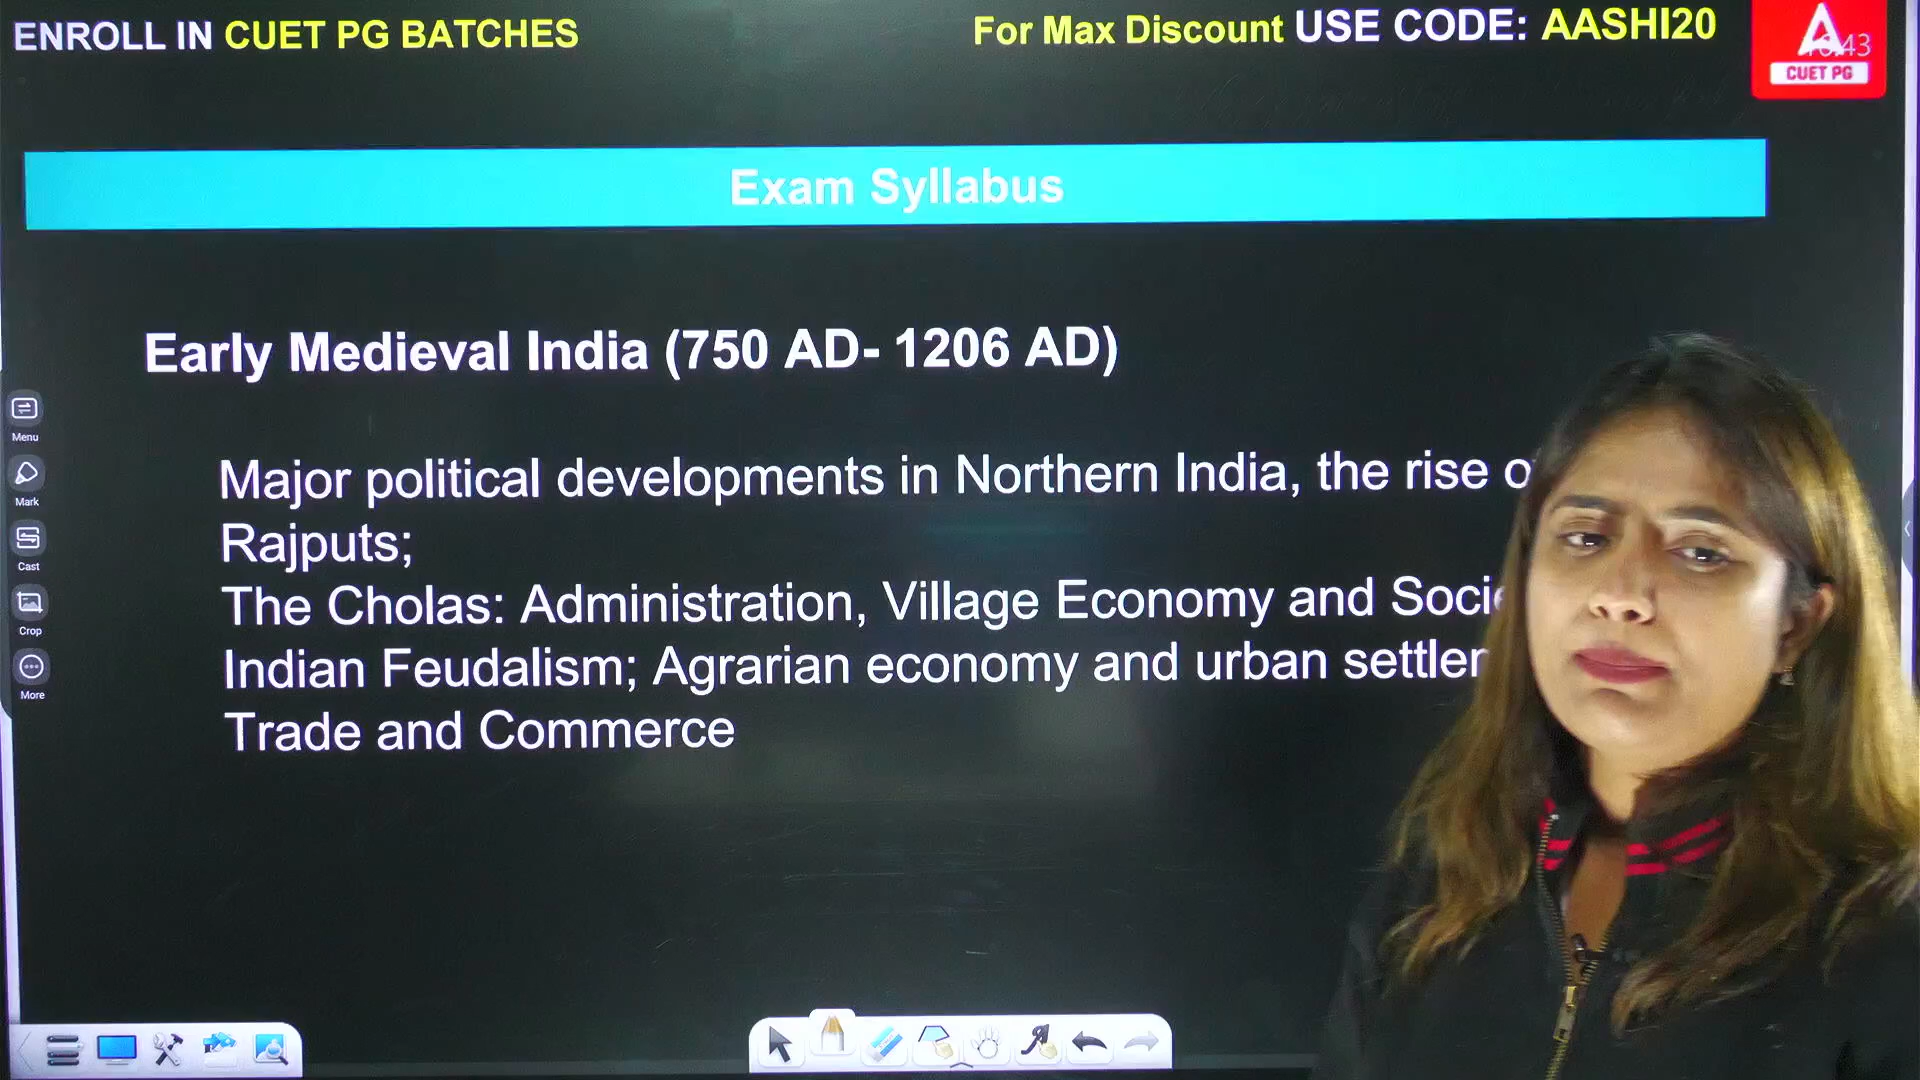 ENROLL IN CUET PG BATCHES
For Max Discount USE CODE: AASHI20
CUET PG
Exam Syllabus
Early Medieval India (750 AD- 1206 AD)
Major political developments in Northern India, the rise
Rajputs;
The Cholas: Administration, Village Economy and
Indian Feudalism; Agrarian economy and urban
Trade and Commerce
Menu
Mark
Cast
Crop
More